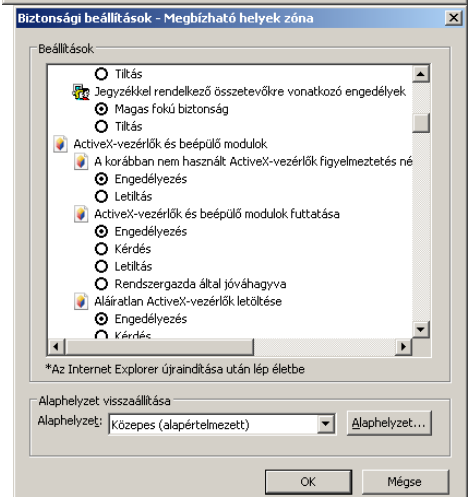 Biztonsági beállítások - Megbízható helyek zóna
Beállítások
Tiltás
Jegyzékkel rendelkező összetevőkre vonatkozó engedélyek
Magas fokú biztonság
Tiltás
ActiveX-vezérlők és beépülő modulok
A korábban nem használt ActiveX-vezérlők figyelmeztetés né
Engedélyezés
Letiltás
ActiveX-vezérlők és beépülő modulok futtatása
Engedélyezés
Kérdés
Letiltás
Rendszergazda által jóváhagyva
Aláíratlan ActiveX-vezérlők letöltése
Engedélyezés
Kérdés
*Az Internet Explorer újraindítása után lép életbe
Alaphelyzet visszaállítása
Alaphelyzet: Közepes (alapértelmezett) Alaphelyzet...
OK Mégse